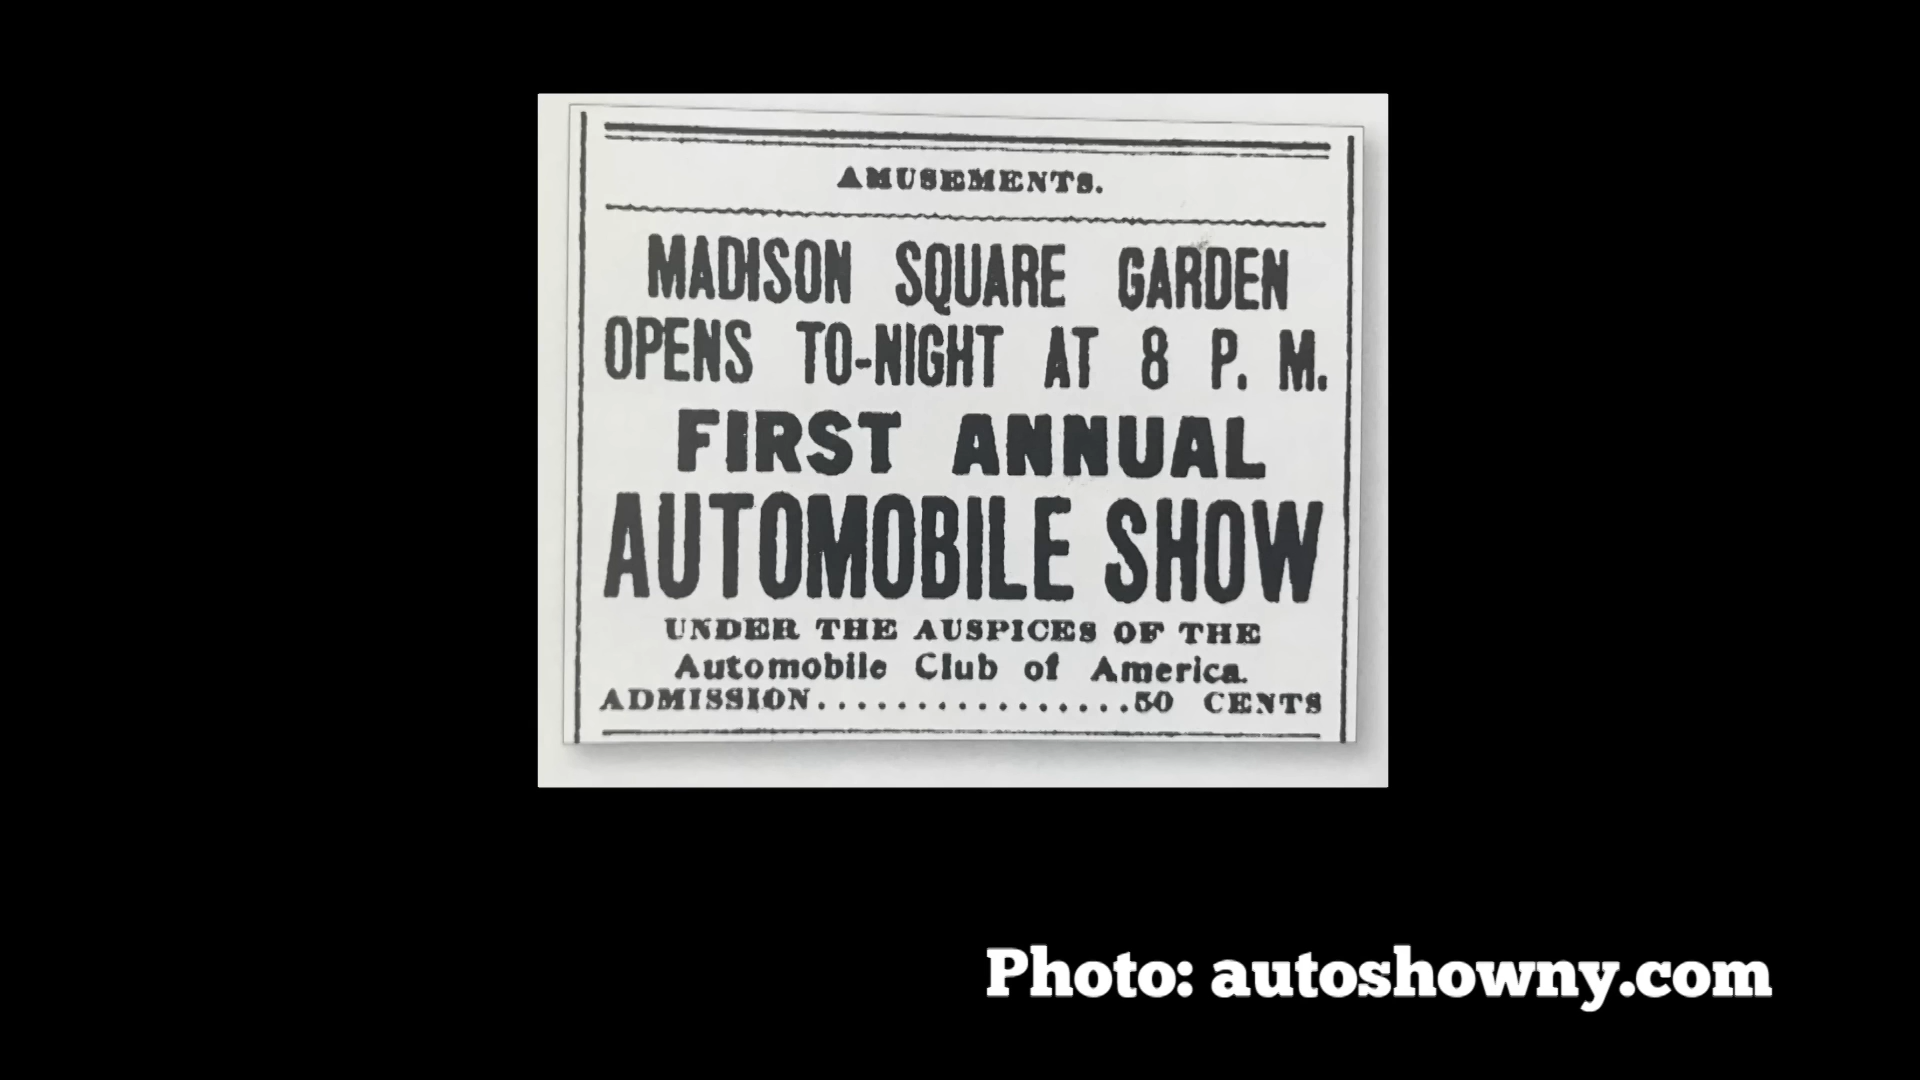 AMUSEMENTS.
MADISON SQUARE GARDEN
OPENS TO-NIGHT AT 8 P. M.
FIRST ANNUAL
AUTOMOBILE SHOW
UNDER THE AUSPICES OF THE
Automobile Club of America.
ADMISSION................50 CENTS
Photo: autoshowny.com